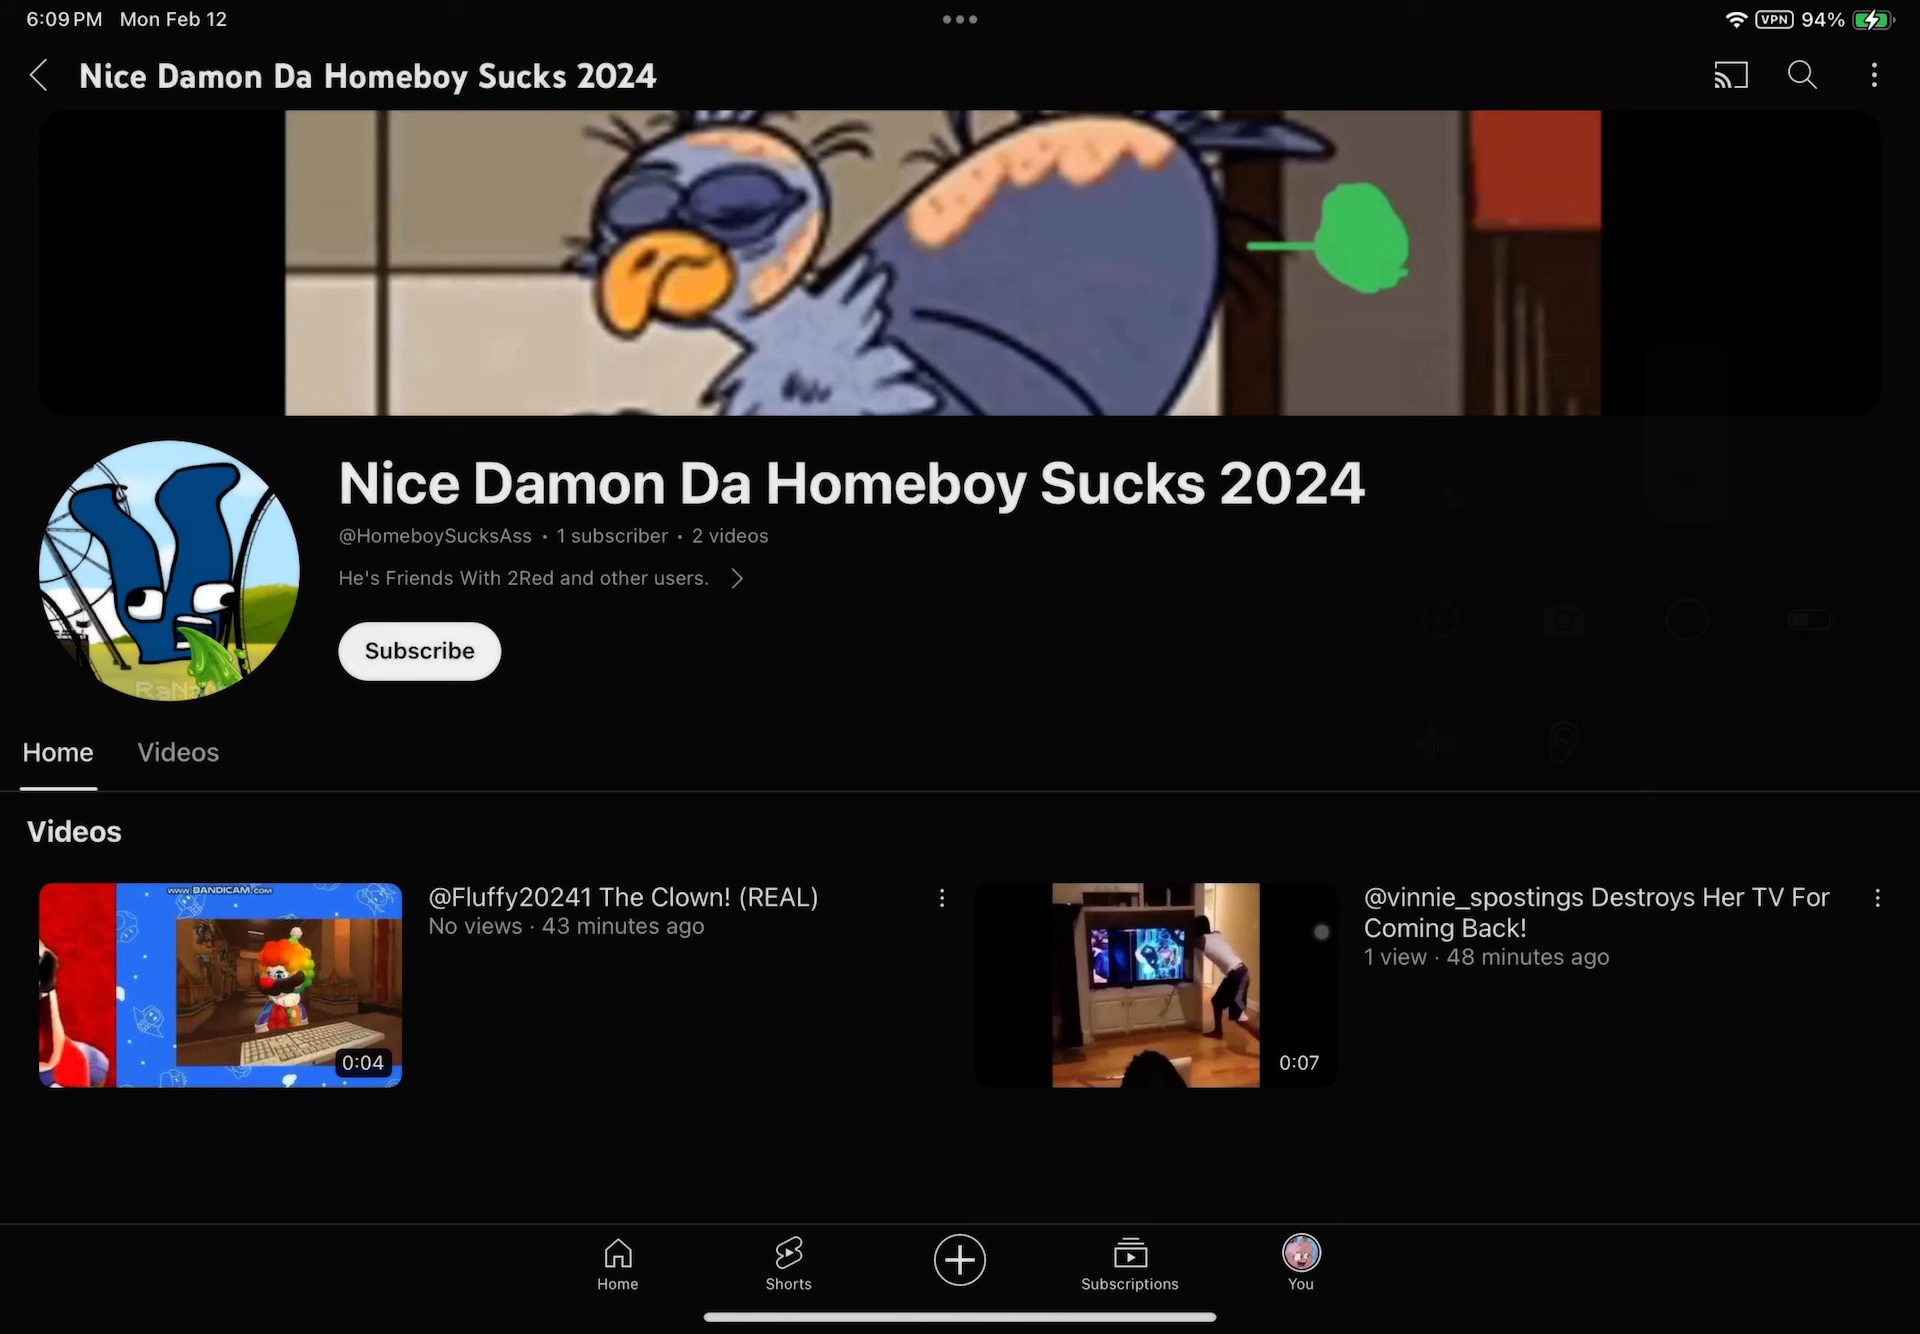 6:09 PM Mon Feb 12
VPN 94%
Nice Damon Da Homeboy Sucks 2024
Nice Damon Da Homeboy Sucks 2024
@HomeboySucksAss • 1 subscriber • 2 videos
He's Friends With 2Red and other users.
Subscribe
Home Videos
Videos
www.BANDICAM.com
0:04
@Fluffy20241 The Clown! (REAL)
No views · 43 minutes ago
0:07
@vinnie_spostings Destroys Her TV For
Coming Back!
1 view · 48 minutes ago
Home
Shorts
Subscriptions
You